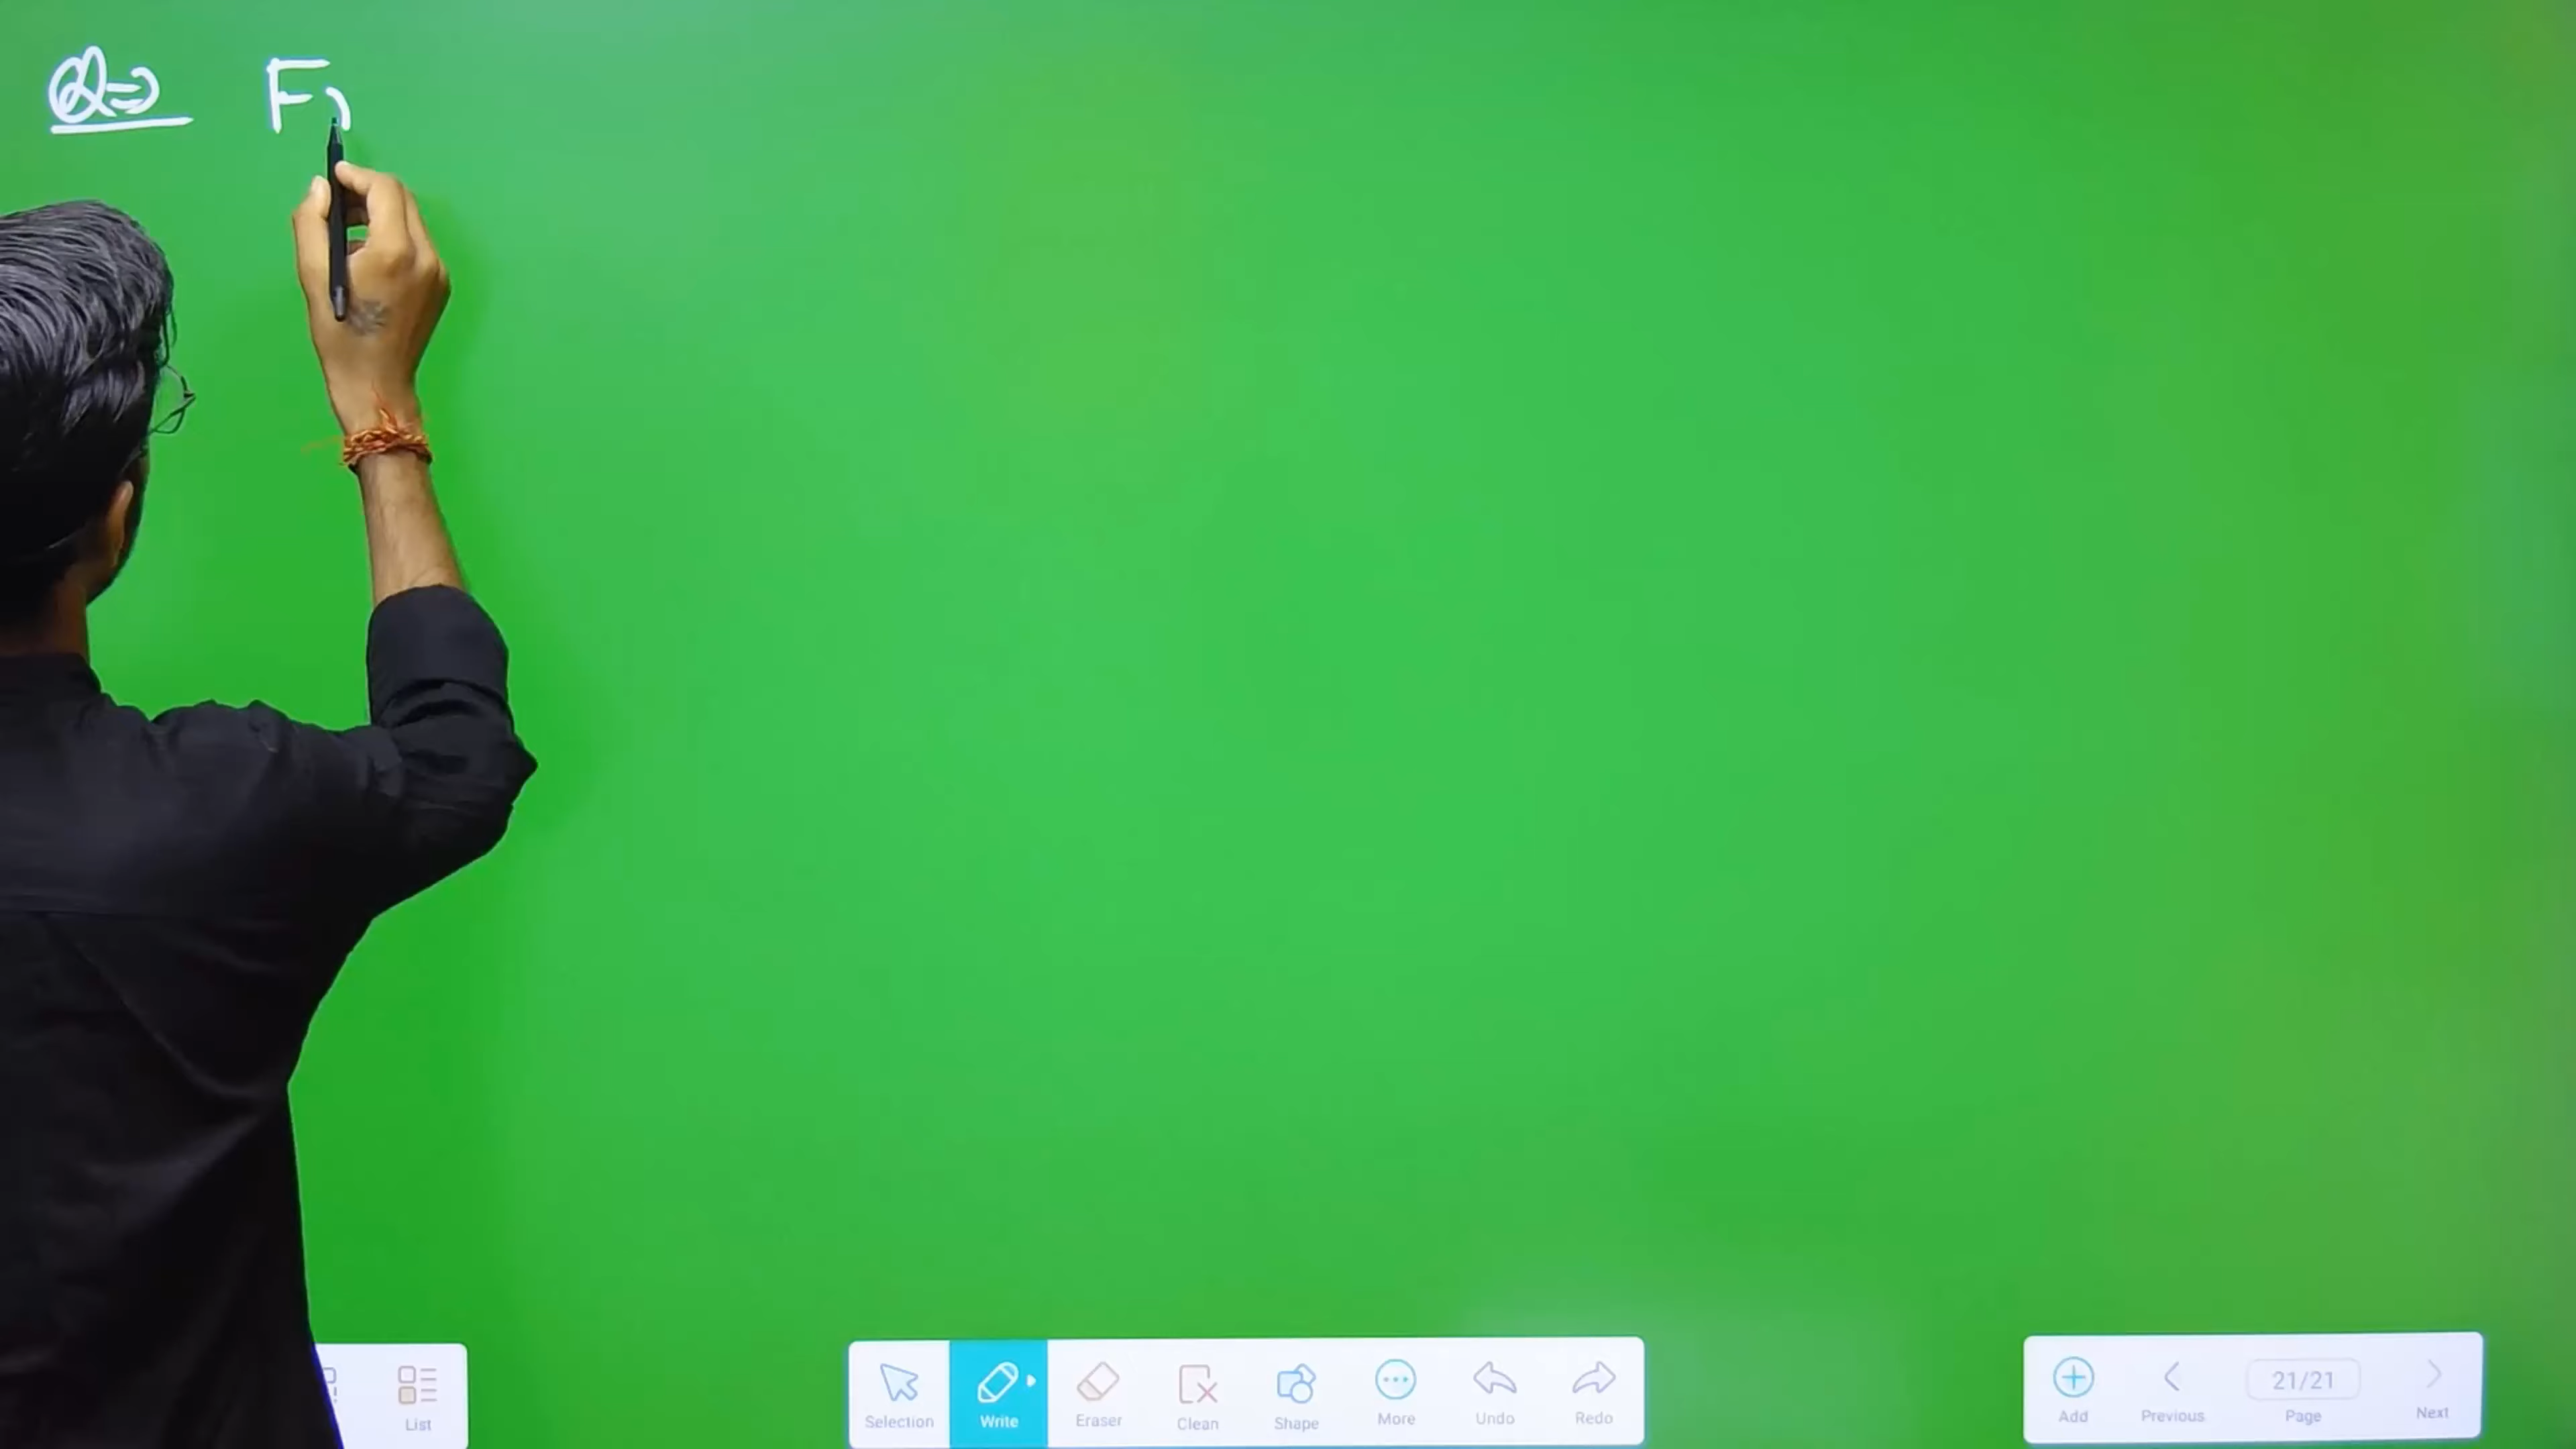 Q⇒ F
List
Selection Write Eraser Clean Shape More Undo Redo
Add Previous 21/21 Page Next